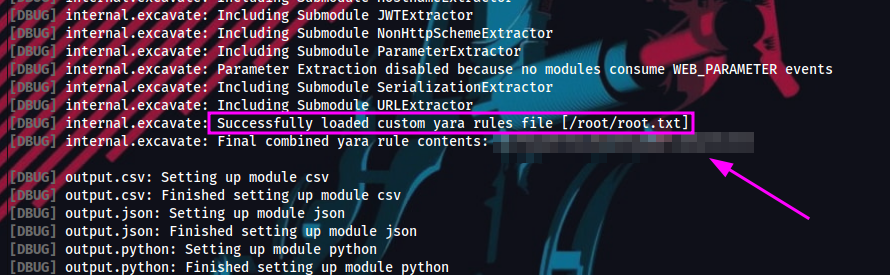 [DBUG] internal.excavate: Including Submodule HostnameExtractor
[DBUG] internal.excavate: Including Submodule JWTExtractor
[DBUG] internal.excavate: Including Submodule NonHttpSchemeExtractor
[DBUG] internal.excavate: Including Submodule ParameterExtractor
[DBUG] internal.excavate: Parameter Extraction disabled because no modules consume WEB_PARAMETER events
[DBUG] internal.excavate: Including Submodule SerializationExtractor
[DBUG] internal.excavate: Including Submodule URLExtractor
[DBUG] internal.excavate: Successfully loaded custom yara rules file [/root/root.txt]
[DBUG] internal.excavate: Final combined yara rule contents:
[DBUG] output.csv: Setting up module csv
[DBUG] output.csv: Finished setting up module csv
[DBUG] output.json: Setting up module json
[DBUG] output.json: Finished setting up module json
[DBUG] output.python: Setting up module python
[DBUG] output.python: Finished setting up module python